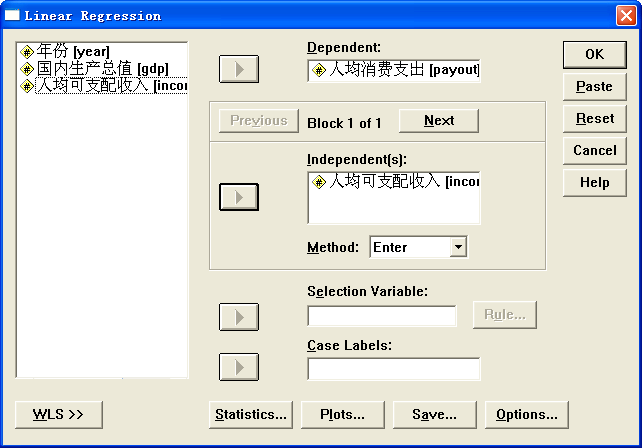 Linear Regression
年份 [year]
国内生产总值 [gdp]
人均可支配收入 [incor
Dependent:
人均消费支出 [payout]
Previous
Block 1 of 1
Next
Independent(s):
人均可支配收入 [incor
Method:
Enter
Selection Variable:
Rule...
Case Labels:
WLS >>
Statistics...
Plots...
Save...
Options...
OK
Paste
Reset
Cancel
Help